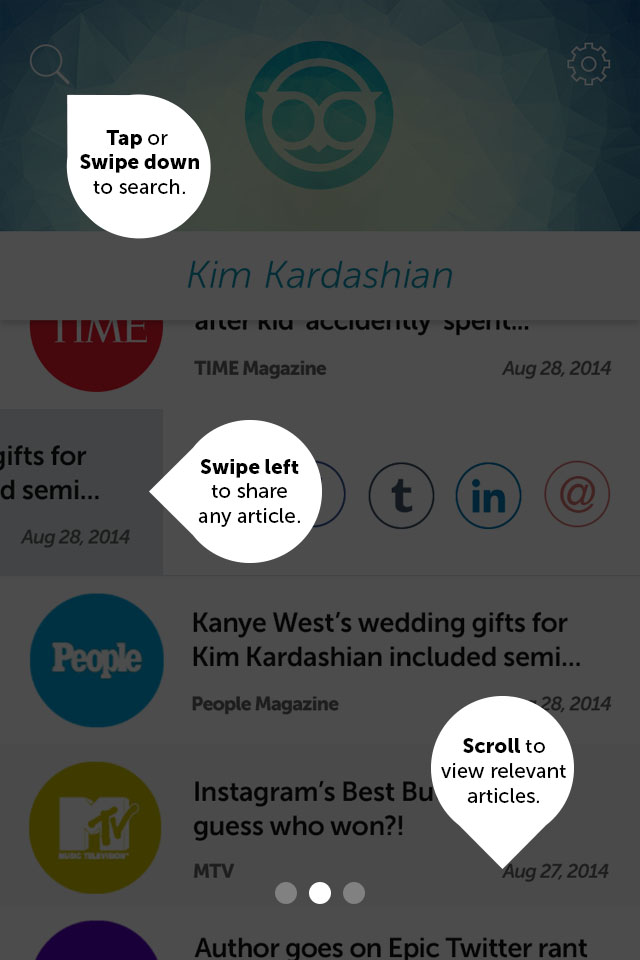 Tap or
Swipe down
to search.
Kim Kardashian
TIME
after kid 'accidently' spent...
TIME Magazine
Aug 28, 2014
gifts for
d semi...
Aug 28, 2014
Swipe left
to share
any article.
t
in
@
People
Kanye West's wedding gifts for
Kim Kardashian included semi...
People Magazine
28, 2014
Scroll to
view relevant
articles.
MTV
MUSIC TELEVISION
Instagram's Best Bu
guess who won?!
MTV
Aug 27, 2014
Author goes on Epic Twitter rant